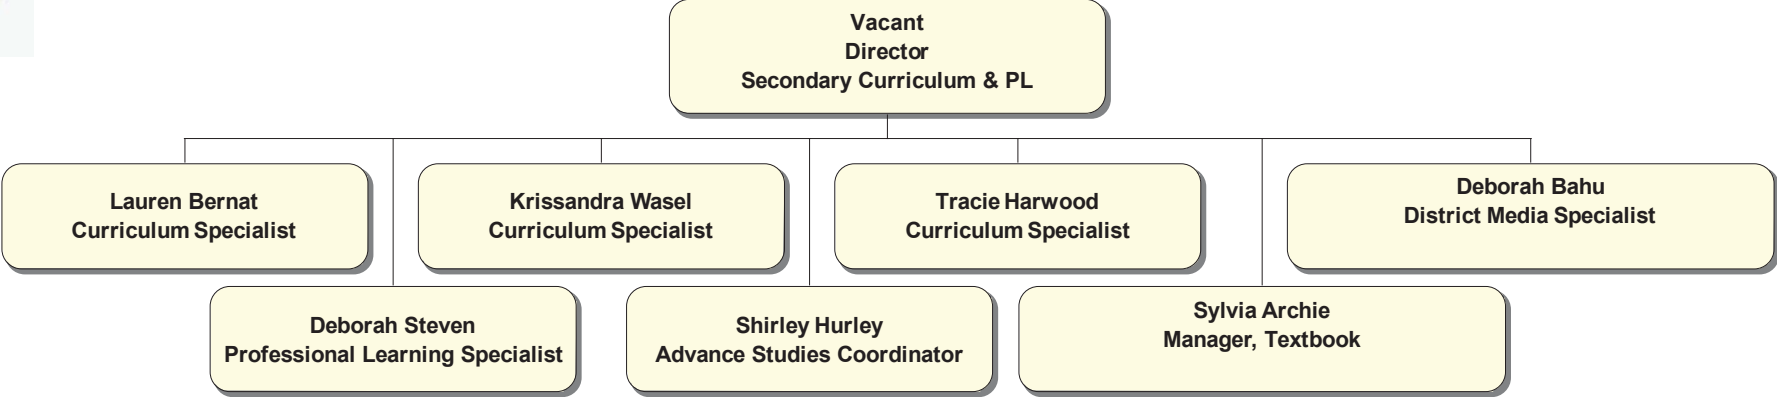 Vacant
Director
Secondary Curriculum & PL
Lauren Bernat
Curriculum Specialist
Krissandra Wasel
Curriculum Specialist
Tracie Harwood
Curriculum Specialist
Deborah Bahu
District Media Specialist
Deborah Steven
Professional Learning Specialist
Shirley Hurley
Advance Studies Coordinator
Sylvia Archie
Manager, Textbook